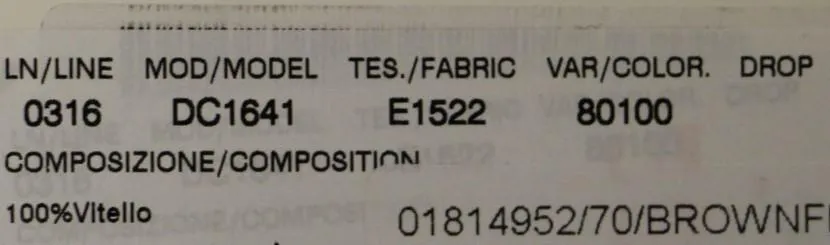 LN/LINE MOD/MODEL TES./FABRIC VAR/COLOR. DROP
0316 DC1641 E1522 80100
COMPOSIZIONE/COMPOSITION
100%VItello
01814952/70/BROWNF